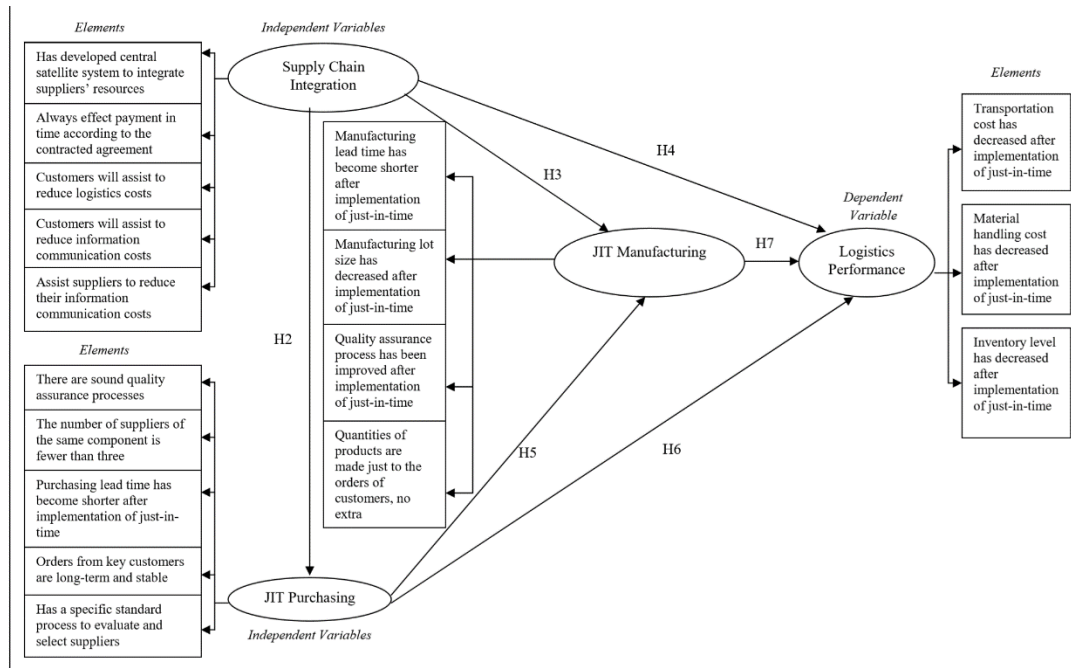 Elements
Has developed central
satellite system to integrate
suppliers' resources
Always effect payment in
time according to the
contracted agreement
Customers will assist to
reduce logistics costs
Customers will assist to
reduce information
communication costs
Assist suppliers to reduce
their information
communication costs
Elements
There are sound quality
assurance processes
The number of suppliers of
the same component is
fewer than three
Purchasing lead time has
become shorter after
implementation of just-in-
time
Orders from key customers
are long-term and stable
Has a specific standard
process to evaluate and
select suppliers
Independent Variables
Supply Chain
Integration
H2
JIT Purchasing
Independent Variables
Manufacturing
lead time has
become shorter
after
implementation
of just-in-time
Manufacturing lot
size has
decreased after
implementation
of just-in-time
Quality assurance
process has been
improved after
implementation
of just-in-time
Quantities of
products are
made just to the
orders of
customers, no
extra
H3
H4
JIT Manufacturing
H7
H5
H6
Dependent
Variable
Logistics
Performance
Elements
Transportation
cost has
decreased after
implementation
of just-in-time
Material
handling cost
has decreased
after
implementation
of just-in-time
Inventory level
has decreased
after
implementation
of just-in-time